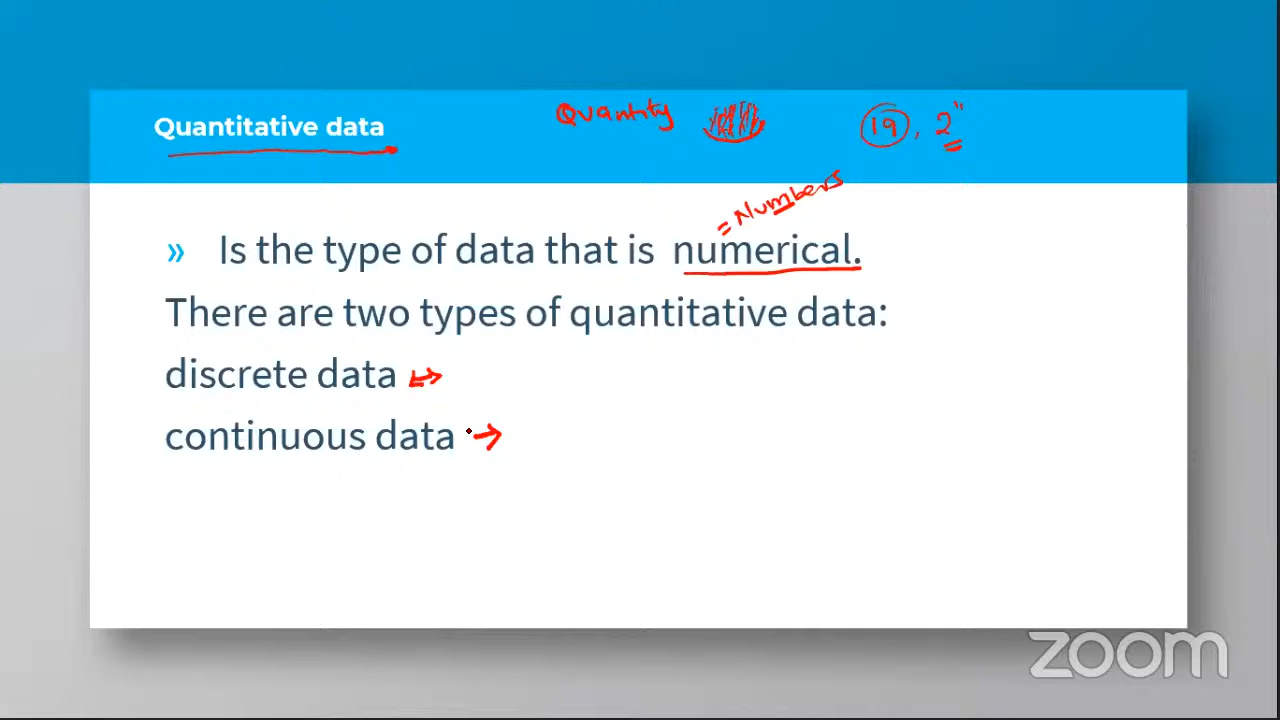 Quantitative data
Quantity
19, 2"
= Numbers
» Is the type of data that is numerical.
There are two types of quantitative data:
discrete data
continuous data
zoom